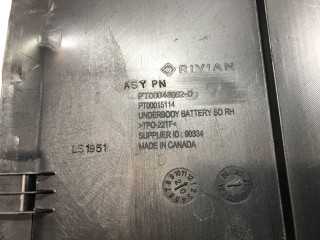 RIVIAN
ASY PN
PT00015114
UNDERBODY BATTERY SD RH
>TPO-22TF<
SUPPLIER ID : 90334
MADE IN CANADA
LS1951